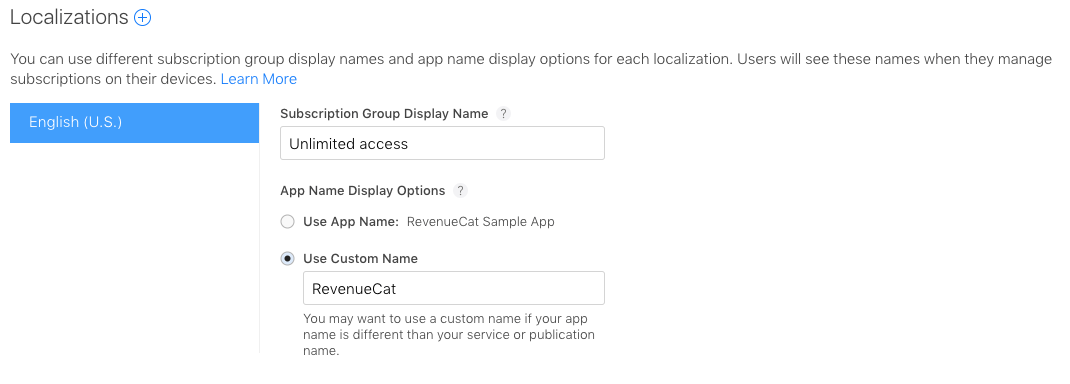 Localizations
You can use different subscription group display names and app name display options for each localization. Users will see these names when they manage
subscriptions on their devices. Learn More
English (U.S.)
Subscription Group Display Name ?
Unlimited access
App Name Display Options ?
Use App Name: RevenueCat Sample App
Use Custom Name
RevenueCat
You may want to use a custom name if your app
name is different than your service or publication
name.